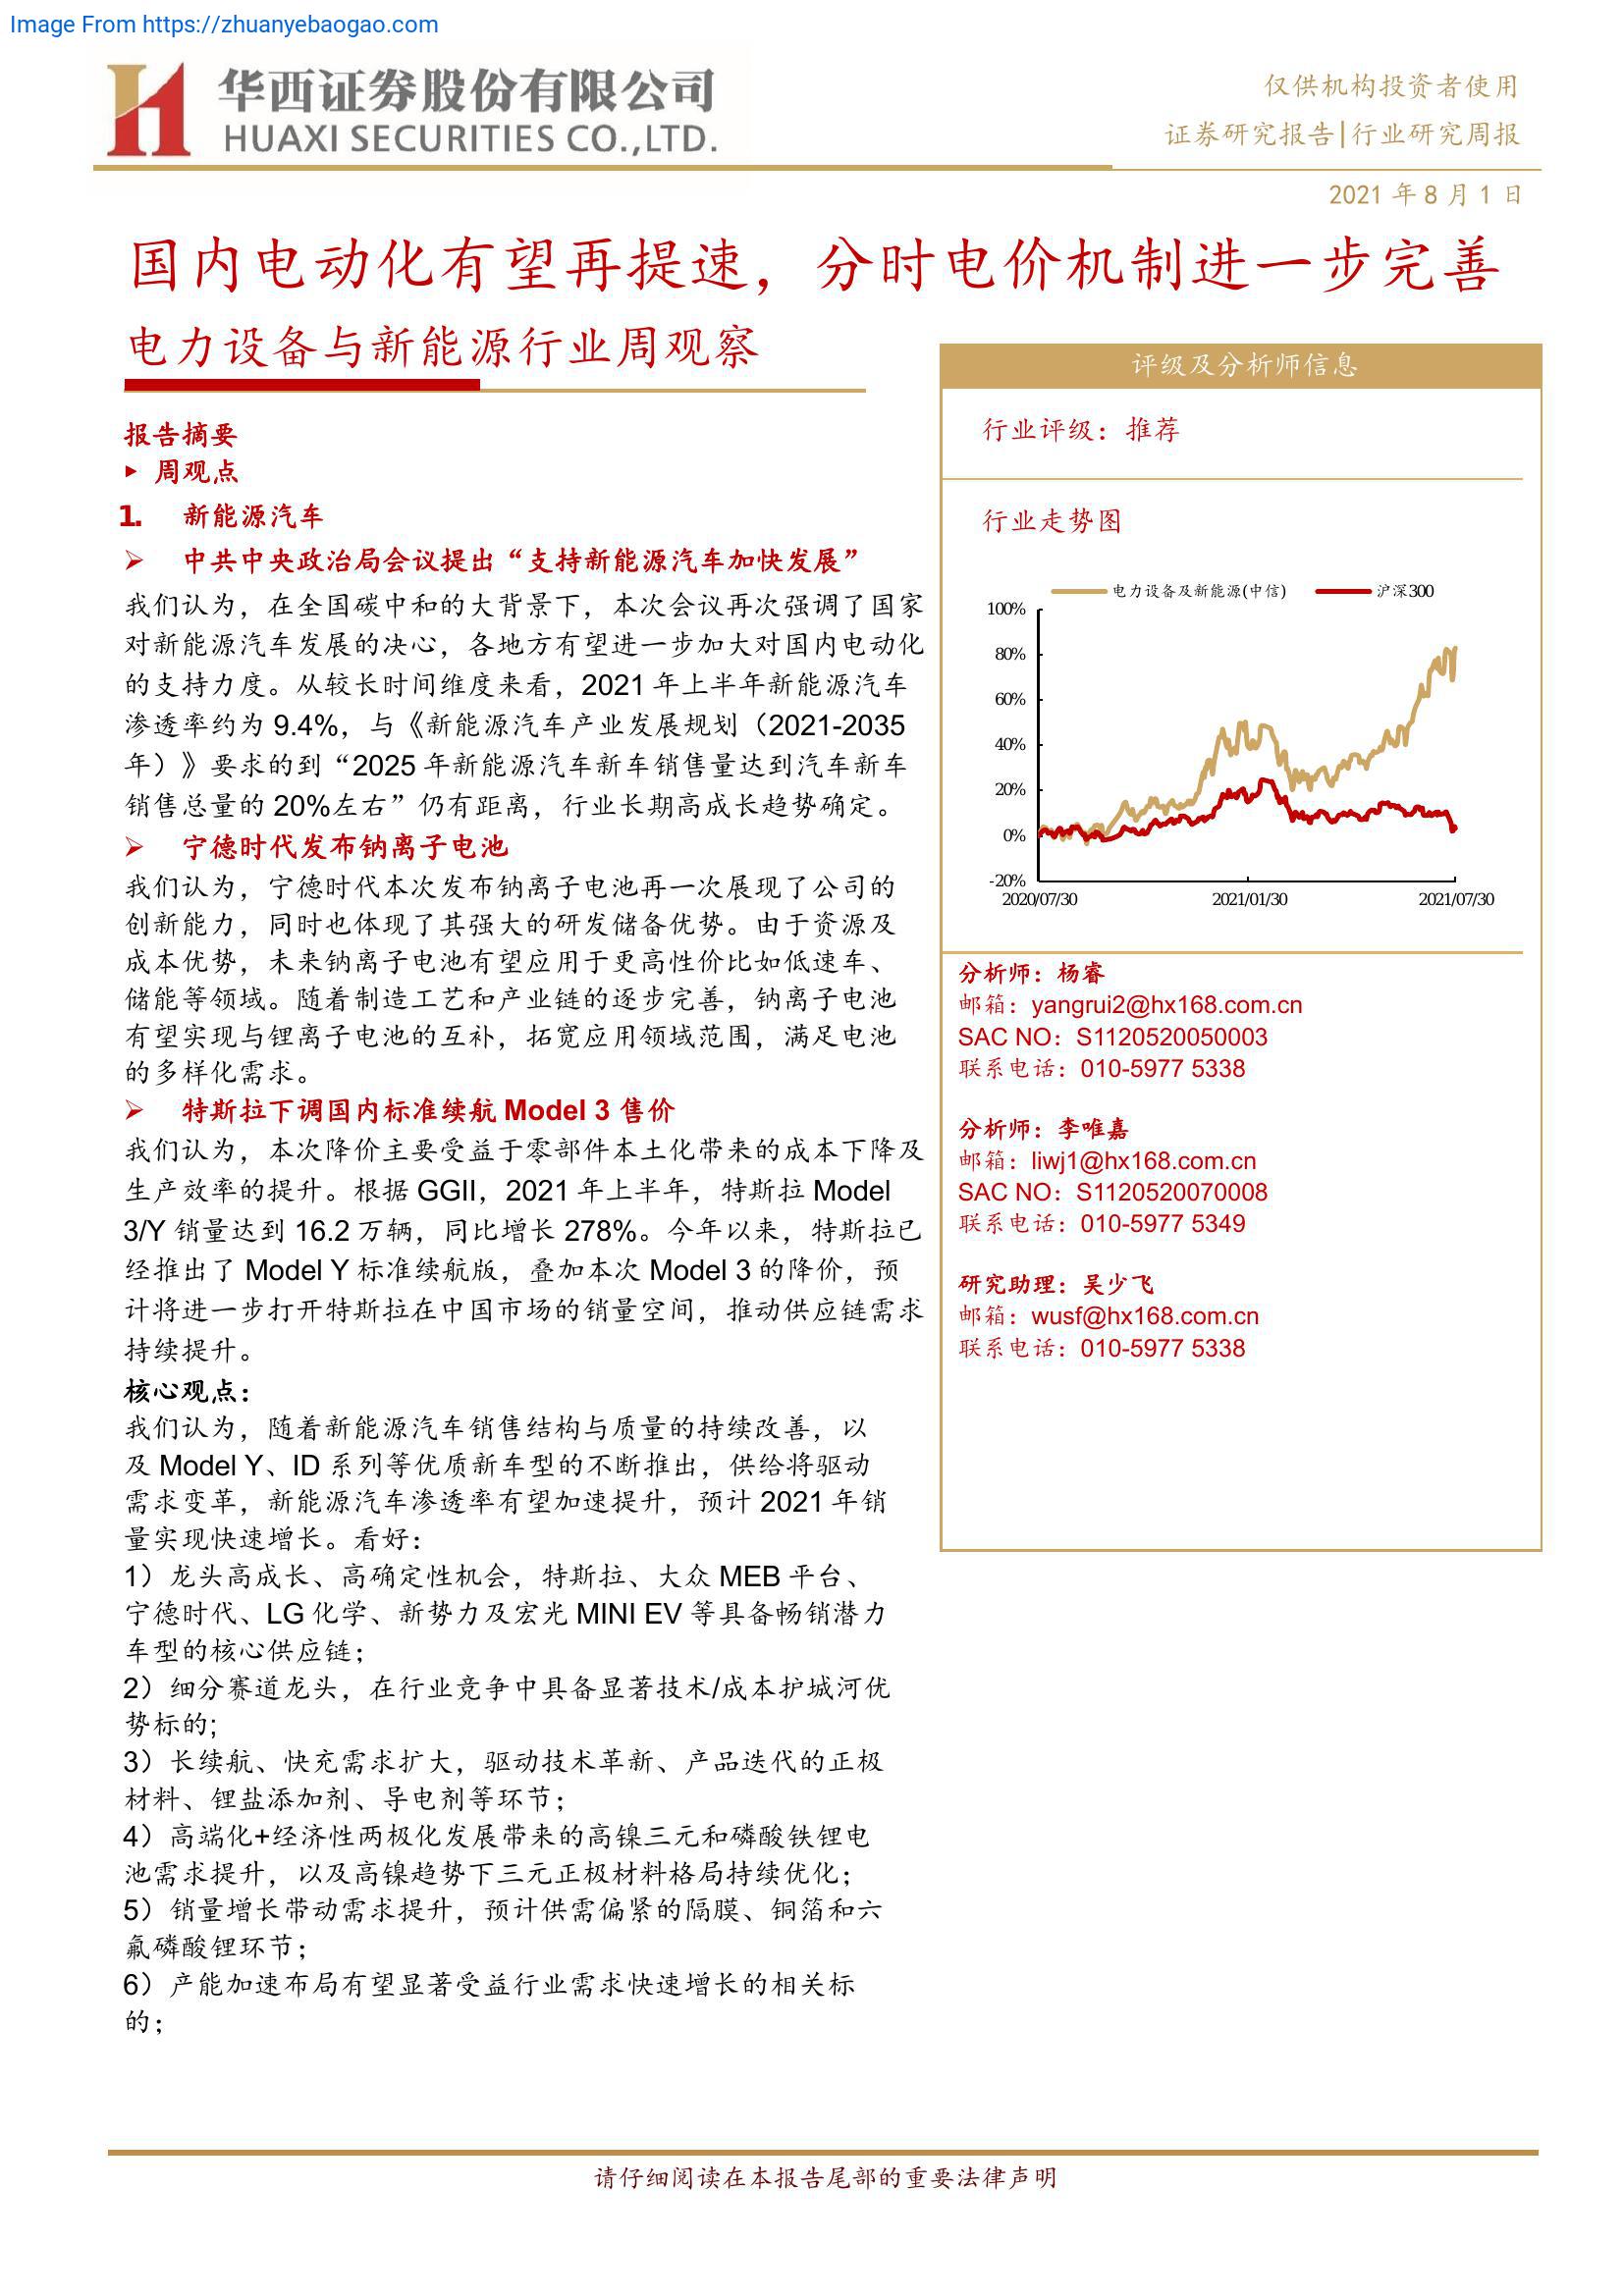 Image From https://zhuanyebaogao.com
华西证券股份有限公司
HUAXI SECURITIES CO.,LTD.
仅供机构投资者使用
证券研究报告|行业研究周报
2021 年 8 月 1 日
国内电动化有望再提速，分时电价机制进一步完善
电力设备与新能源行业周观察
报告摘要
► 周观点
1. 新能源汽车
➢ 中共中央政治局会议提出“支持新能源汽车加快发展”
我们认为，在全国碳中和的大背景下，本次会议再次强调了国家
对新能源汽车发展的决心，各地方有望进一步加大对国内电动化
的支持力度。从较长时间维度来看，2021 年上半年新能源汽车
渗透率约为 9.4%，与《新能源汽车产业发展规划（2021-2035
年）》要求的到“2025 年新能源汽车新车销售量达到汽车新车
销售总量的 20%左右”仍有距离，行业长期高成长趋势确定。
➢ 宁德时代发布钠离子电池
我们认为，宁德时代本次发布钠离子电池再一次展现了公司的
创新能力，同时也体现了其强大的研发储备优势。由于资源及
成本优势，未来钠离子电池有望应用于更高性价比如低速车、
储能等领域。随着制造工艺和产业链的逐步完善，钠离子电池
有望实现与锂离子电池的互补，拓宽应用领域范围，满足电池
的多样化需求。
➢ 特斯拉下调国内标准续航 Model 3 售价
我们认为，本次降价主要受益于零部件本土化带来的成本下降及
生产效率的提升。根据 GGII，2021 年上半年，特斯拉 Model
3/Y 销量达到 16.2 万辆，同比增长 278%。今年以来，特斯拉已
经推出了 Model Y 标准续航版，叠加本次 Model 3 的降价，预
计将进一步打开特斯拉在中国市场的销量空间，推动供应链需求
持续提升。
核心观点：
我们认为，随着新能源汽车销售结构与质量的持续改善，以
及 Model Y、ID 系列等优质新车型的不断推出，供给将驱动
需求变革，新能源汽车渗透率有望加速提升，预计 2021 年销
量实现快速增长。看好：
1）龙头高成长、高确定性机会，特斯拉、大众 MEB 平台、
宁德时代、LG 化学、新势力及宏光 MINI EV 等具备畅销潜力
车型的核心供应链；
2）细分赛道龙头，在行业竞争中具备显著技术/成本护城河优
势标的;
3）长续航、快充需求扩大，驱动技术革新、产品迭代的正极
材料、锂盐添加剂、导电剂等环节；
4）高端化+经济性两极化发展带来的高镍三元和磷酸铁锂电
池需求提升，以及高镍趋势下三元正极材料格局持续优化；
5）销量增长带动需求提升，预计供需偏紧的隔膜、铜箔和六
氟磷酸锂环节；
6）产能加速布局有望显著受益行业需求快速增长的相关标
的；
评级及分析师信息
行业评级：推荐
行业走势图
电力设备及新能源(中信) 沪深300
100%
80%
60%
40%
20%
0%
-20%
2020/07/30 2021/01/30 2021/07/30
分析师：杨睿
邮箱：yangrui2@hx168.com.cn
SAC NO：S1120520050003
联系电话：010-5977 5338
分析师：李唯嘉
邮箱：liwj1@hx168.com.cn
SAC NO：S1120520070008
联系电话：010-5977 5349
研究助理：吴少飞
邮箱：wusf@hx168.com.cn
联系电话：010-5977 5338
请仔细阅读在本报告尾部的重要法律声明